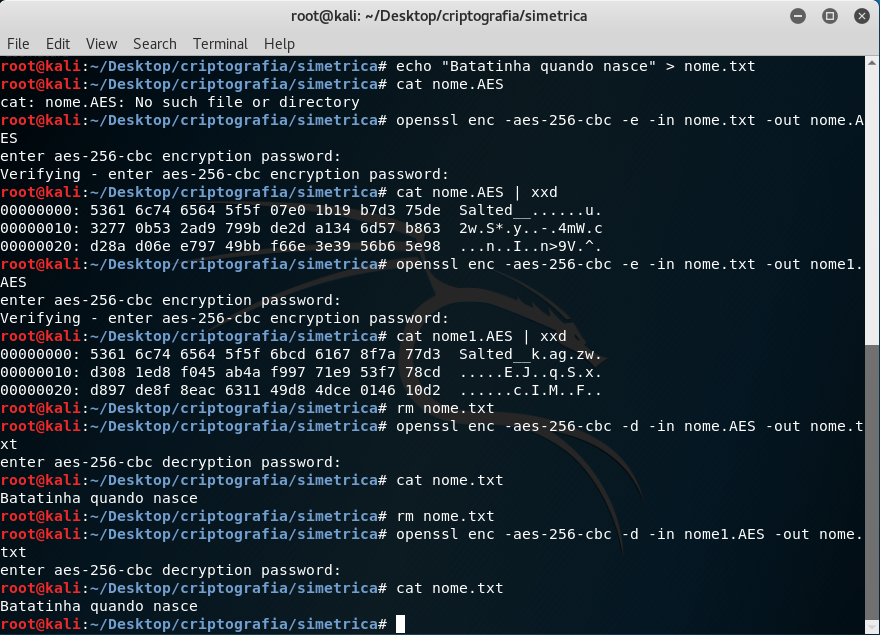 root@kali: ~/Desktop/criptografia/simetrica
File Edit View Search Terminal Help
root@kali:~/Desktop/criptografia/simetrica# echo "Batatinha quando nasce" > nome.txt
root@kali:~/Desktop/criptografia/simetrica# cat nome.AES
cat: nome.AES: No such file or directory
root@kali:~/Desktop/criptografia/simetrica# openssl enc -aes-256-cbc -e -in nome.txt -out nome.A
ES
enter aes-256-cbc encryption password:
Verifying - enter aes-256-cbc encryption password:
root@kali:~/Desktop/criptografia/simetrica# cat nome.AES | xxd
00000000: 5361 6c74 6564 5f5f 07e0 1b19 b7d3 75de  Salted__......u.
00000010: 3277 0b53 2ad9 799b de2d a134 6d57 b863  2w.S*.y..-.4mW.c
00000020: d28a d06e e797 49bb f66e 3e39 56b6 5e98  ...n..I..n>9V.^.
root@kali:~/Desktop/criptografia/simetrica# openssl enc -aes-256-cbc -e -in nome.txt -out nome1.
AES
enter aes-256-cbc encryption password:
Verifying - enter aes-256-cbc encryption password:
root@kali:~/Desktop/criptografia/simetrica# cat nome1.AES | xxd
00000000: 5361 6c74 6564 5f5f 6bcd 6167 8f7a 77d3  Salted__k.ag.zw.
00000010: d308 1ed8 f045 ab4a f997 71e9 53f7 78cd  .....E.J..q.S.x.
00000020: d897 de8f 8eac 6311 49d8 4dce 0146 10d2  ......c.I.M..F..
root@kali:~/Desktop/criptografia/simetrica# rm nome.txt
root@kali:~/Desktop/criptografia/simetrica# openssl enc -aes-256-cbc -d -in nome.AES -out nome.t
xt
enter aes-256-cbc decryption password:
root@kali:~/Desktop/criptografia/simetrica# cat nome.txt
Batatinha quando nasce
root@kali:~/Desktop/criptografia/simetrica# rm nome.txt
root@kali:~/Desktop/criptografia/simetrica# openssl enc -aes-256-cbc -d -in nome1.AES -out nome.
txt
enter aes-256-cbc decryption password:
root@kali:~/Desktop/criptografia/simetrica# cat nome.txt
Batatinha quando nasce
root@kali:~/Desktop/criptografia/simetrica#